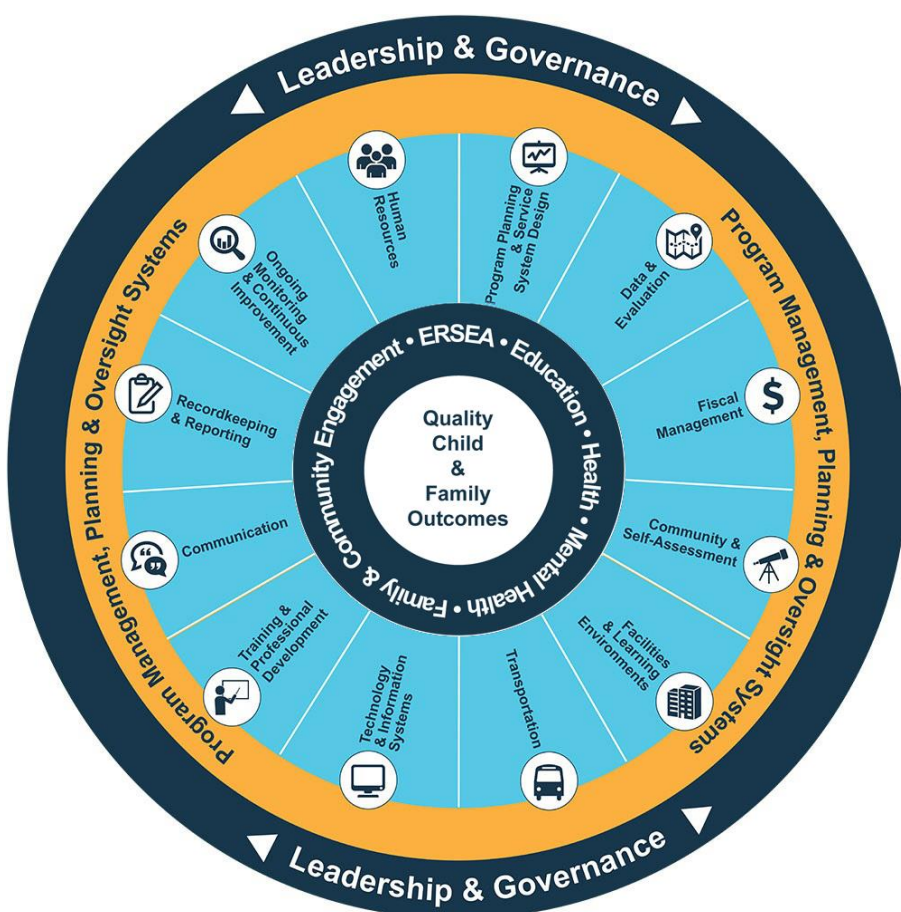 Leadership & Governance
Program Management, Planning & Oversight Systems
Program Management, Planning & Oversight Systems
Human
Resources
Program Planning
& Service
System Design
Data &
Evaluation
Fiscal
Management
Community &
Self-Assessment
Facilities
& Learning
Environments
Transportation
Technology
& Information
Systems
Training &
Professional
Development
Communication
Recordkeeping
& Reporting
Ongoing
Monitoring
& Continuous
Improvement
Family & Community Engagement • ERSEA • Education • Health • Mental Health •
Quality
Child
&
Family
Outcomes
Leadership & Governance